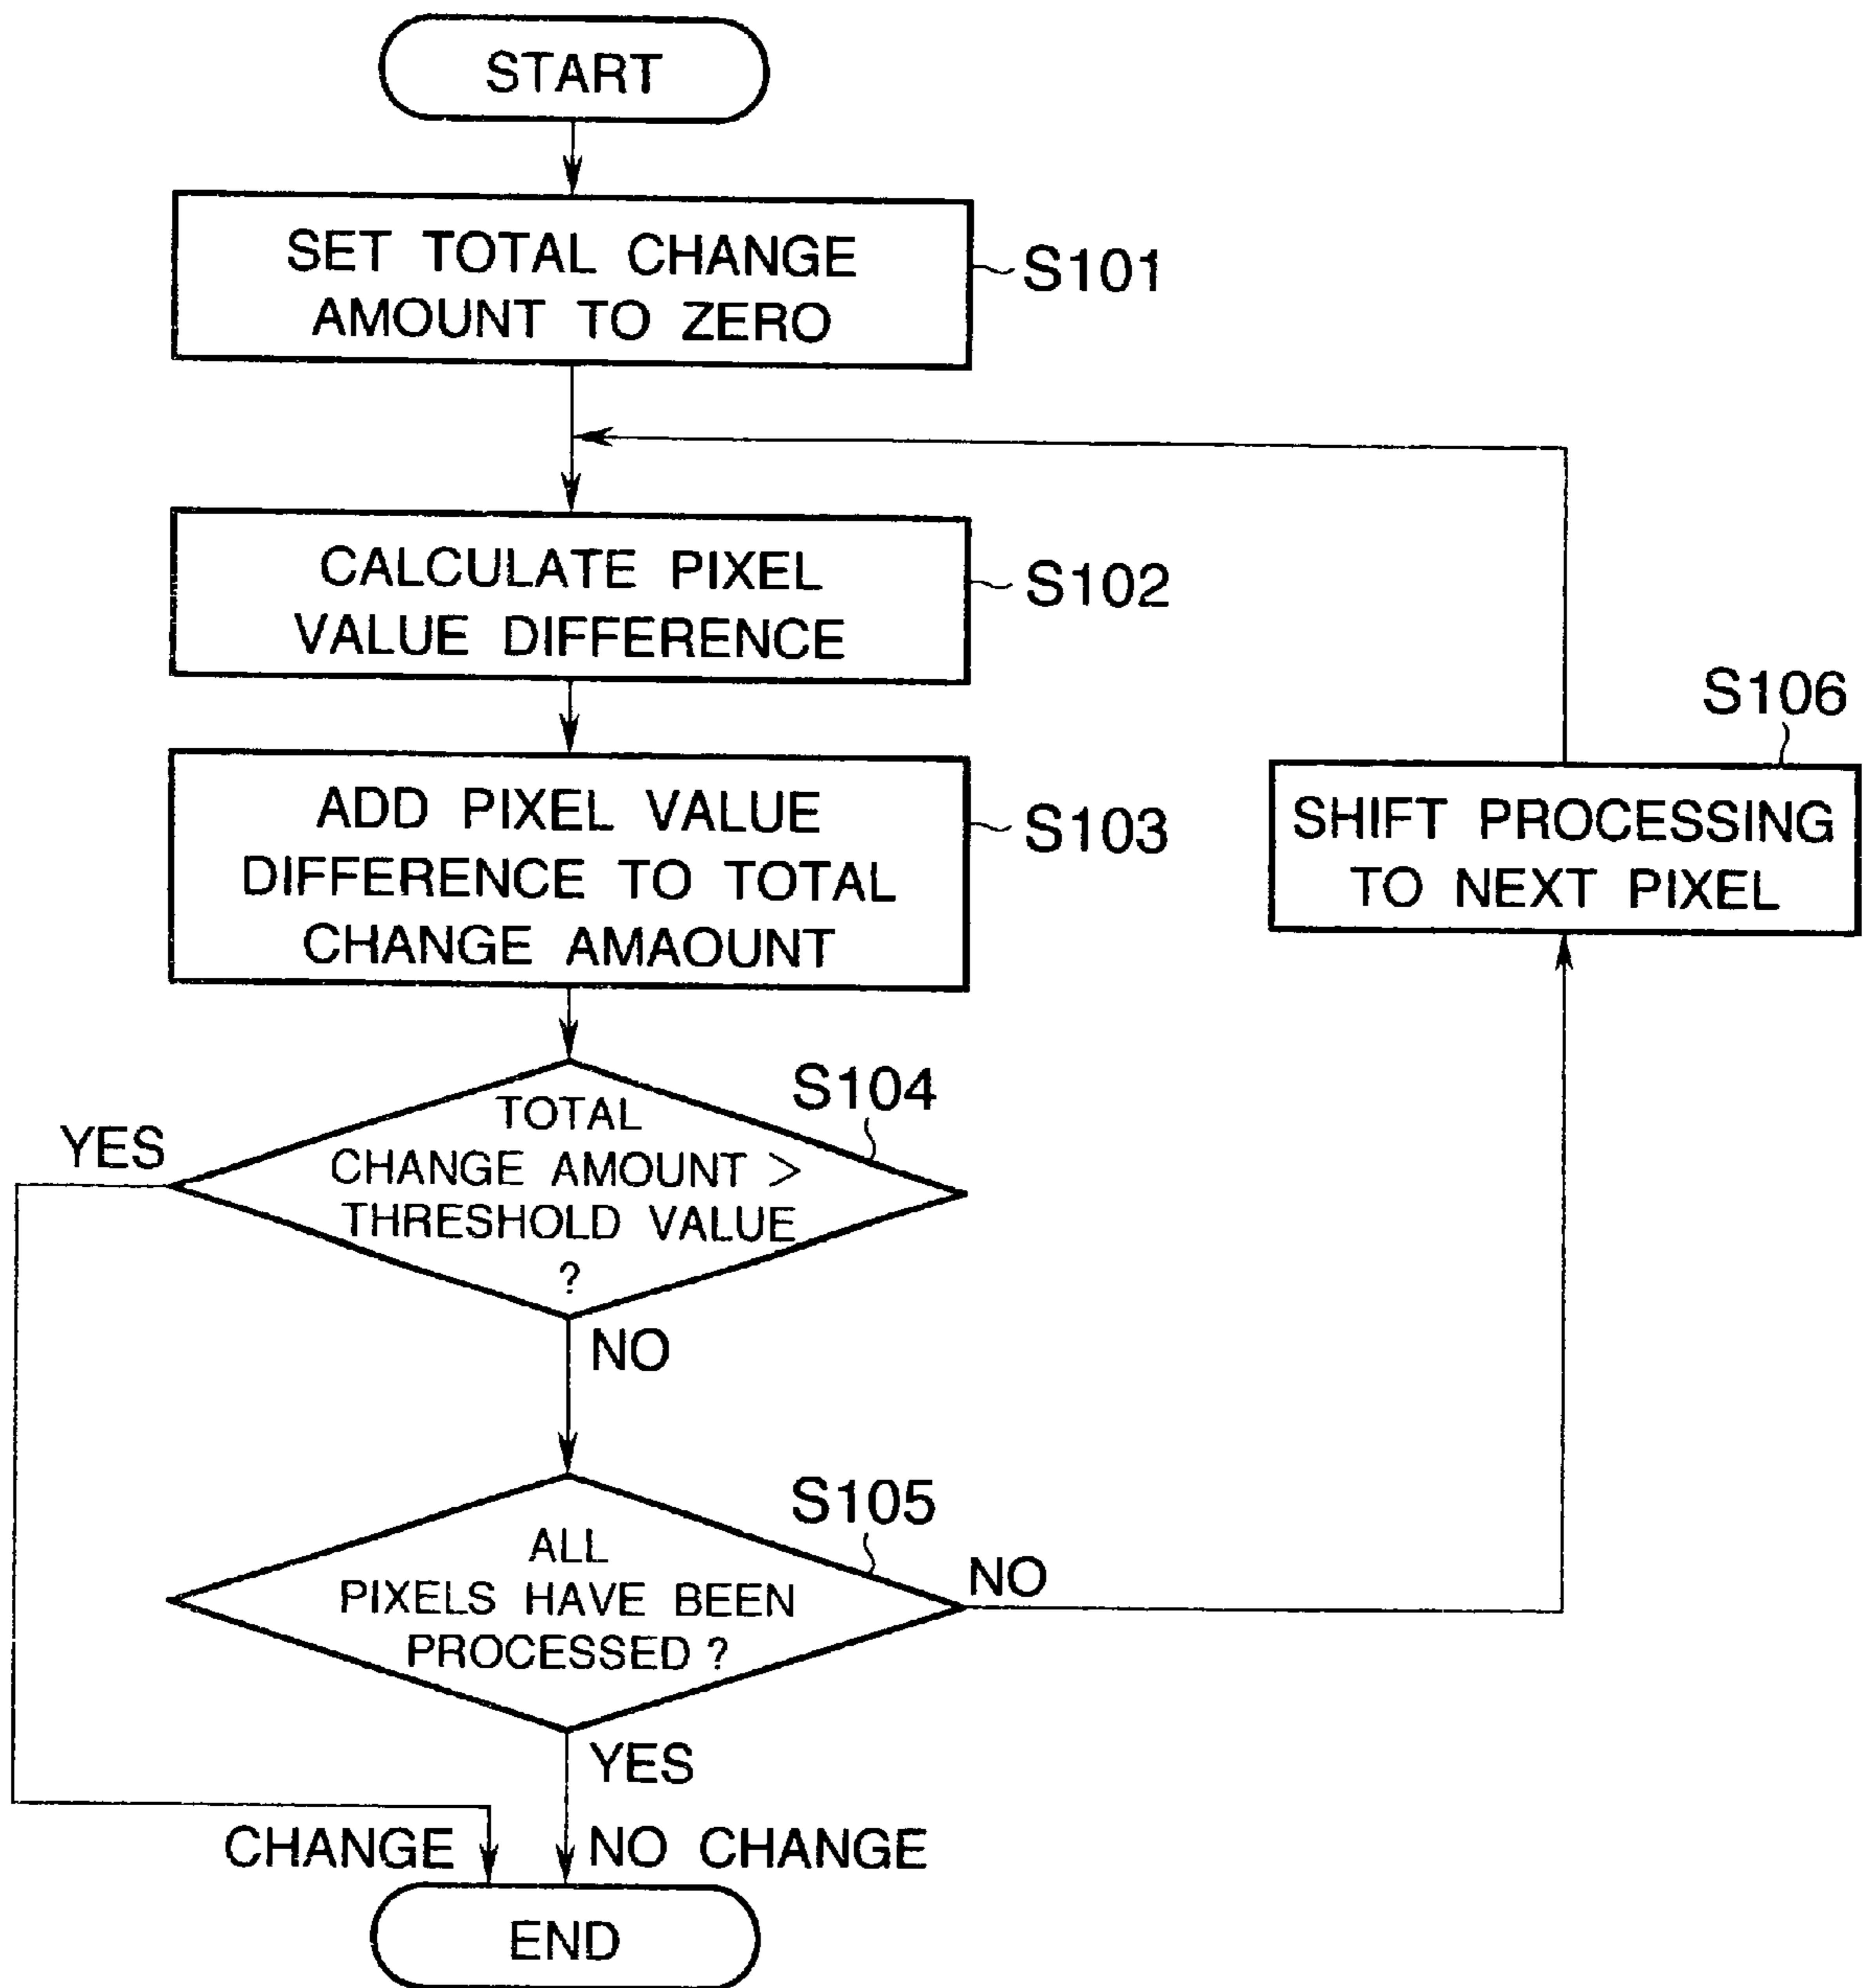 START
SET TOTAL CHANGE
AMOUNT TO ZERO
S101
CALCULATE PIXEL
VALUE DIFFERENCE
S102
ADD PIXEL VALUE
DIFFERENCE TO TOTAL
CHANGE AMAOUNT
S103
S106
SHIFT PROCESSING
TO NEXT PIXEL
S104
TOTAL
CHANGE AMOUNT >
THRESHOLD VALUE
?
YES
NO
S105
ALL
PIXELS HAVE BEEN
PROCESSED ?
NO
YES
CHANGE
NO CHANGE
END